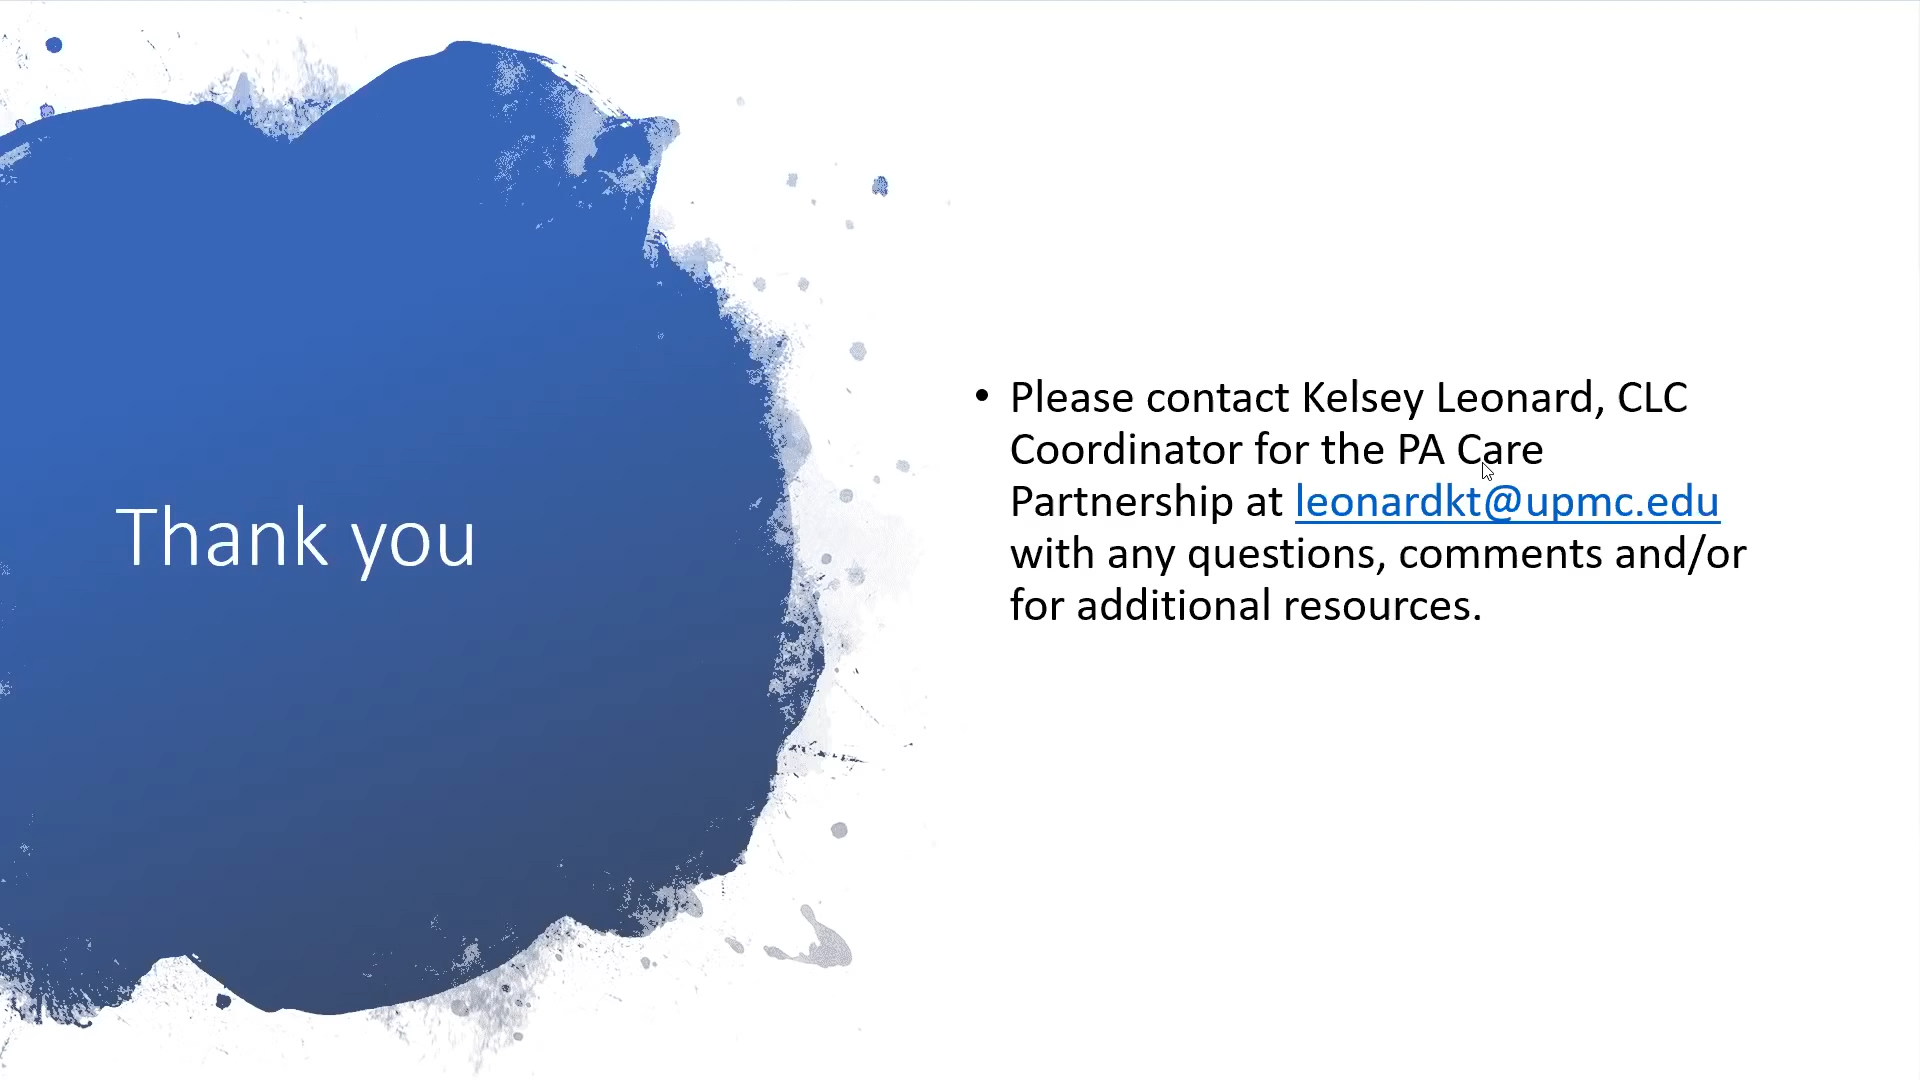 Thank you
• Please contact Kelsey Leonard, CLC
Coordinator for the PA Care
Partnership at leonardkt@upmc.edu
with any questions, comments and/or
for additional resources.